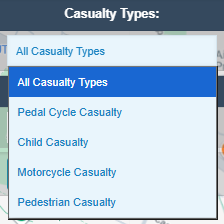 Casualty Types:
All Casualty Types
All Casualty Types
Pedal Cycle Casualty
Child Casualty
Motorcycle Casualty
Pedestrian Casualty